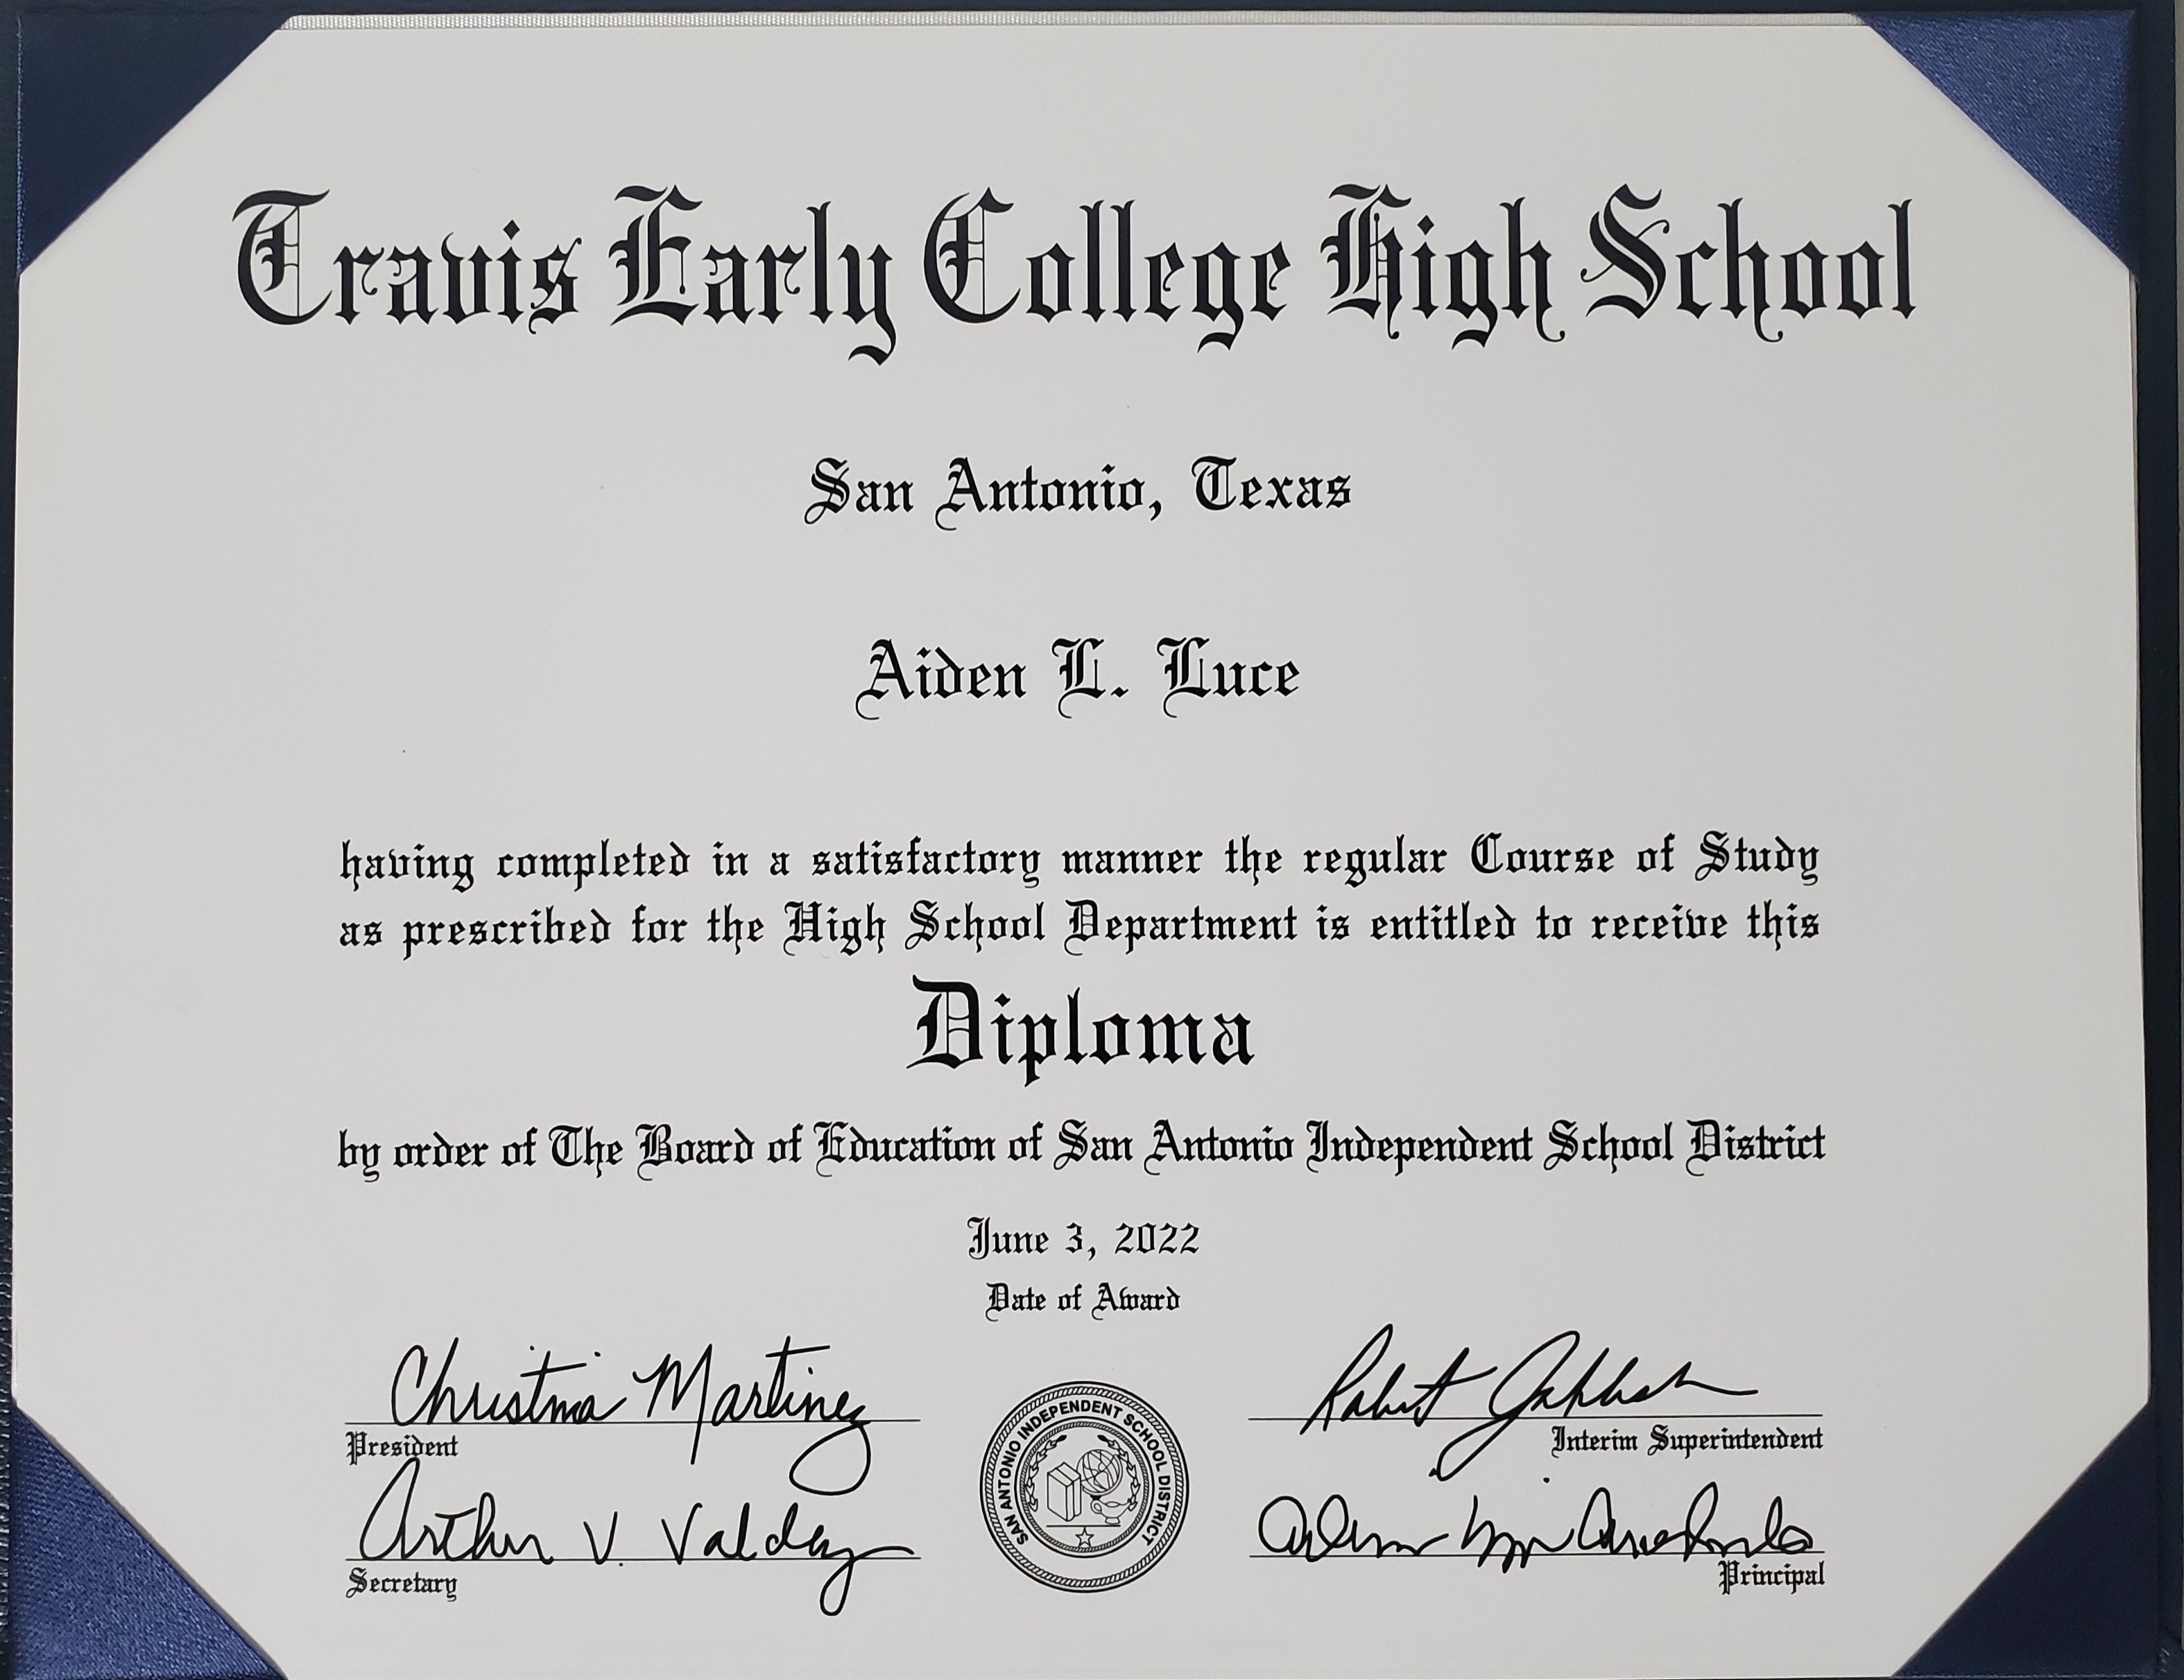 Travis Early College High School
San Antonio, Texas
Aiden L. Luce
having completed in a satisfactory manner the regular Course of Study
as prescribed for the High School Department is entitled to receive this
Diploma
by order of The Board of Education of San Antonio Independent School District
June 3, 2022
Date of Award
Christina Martinez
President
Arthur V. Valdez
Secretary
SAN ANTONIO INDEPENDENT SCHOOL DISTRICT
Robert
Interim Superintendent
Principal